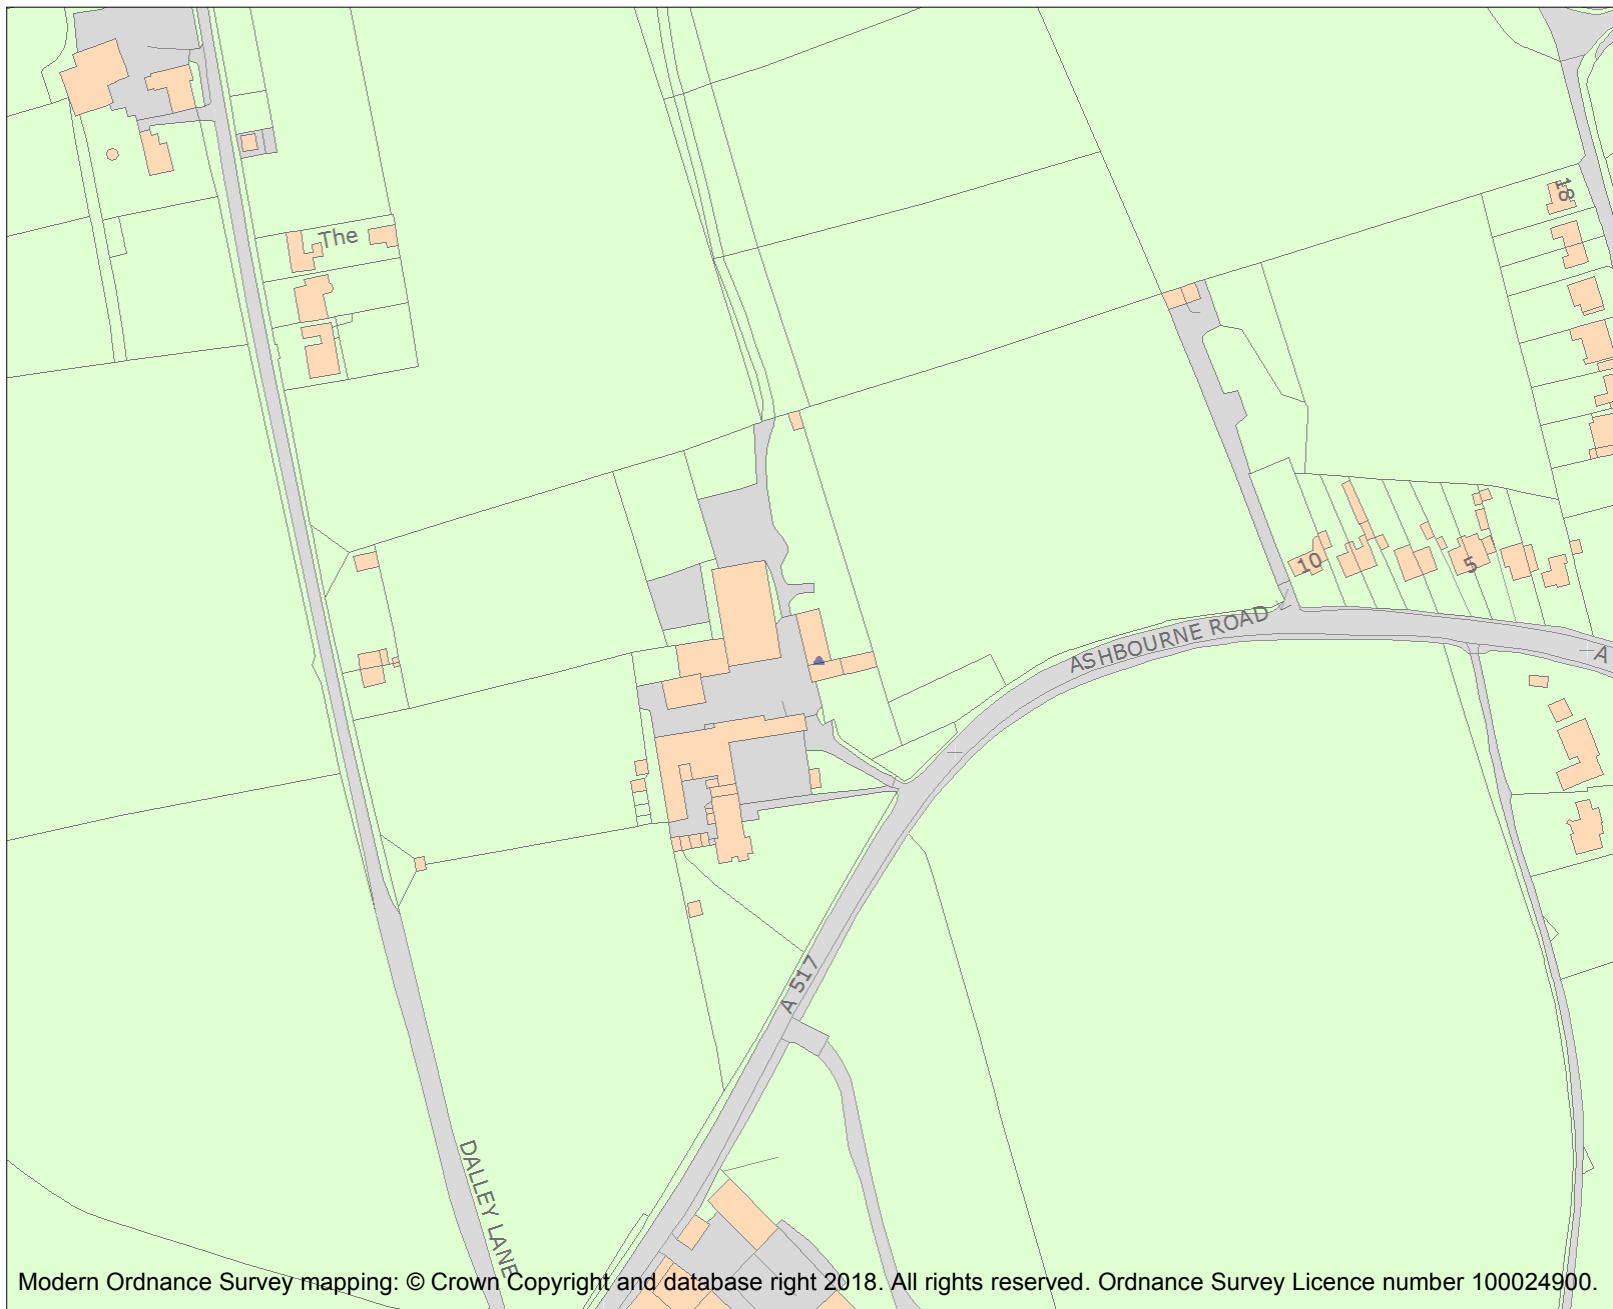 18
The
10
5
ASHBOURNE ROAD
A
A 517
DALLEY LANE
Modern Ordnance Survey mapping: © Crown Copyright and database right 2018. All rights reserved. Ordnance Survey Licence number 100024900.